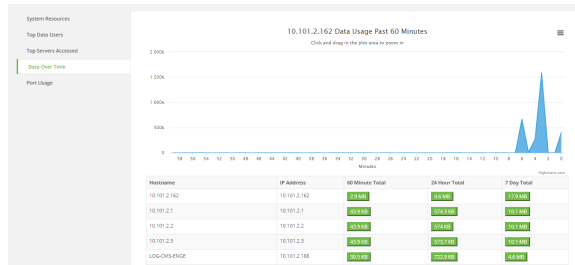 System Resources
Top Data Users
Top Servers Accessed
Data Over Time
Port Usage
10.101.2.162 Data Usage Past 60 Minutes
Click and drag in the plot area to zoom in
2 000k
1 500k
1 000k
500k
0
58 56 54 52 50 48 46 44 42 40 38 36 34 32 30 28 26 24 22 20 18 16 14 12 10 8 6 4 2 0
Minutes
Highcharts.com
Hostname IP Address 60 Minute Total 24 Hour Total 7 Day Total
10.101.2.162 10.101.2.162 2.9 MB 4.6 MB 17.9 MB
10.101.2.1 10.101.2.1 43.9 KB 574.3 KB 10.1 MB
10.101.2.2 10.101.2.2 43.9 KB 574 KB 10.1 MB
10.101.2.3 10.101.2.3 43.9 KB 573.7 KB 10.1 MB
LOG-CMS-ENGE 10.101.2.188 30.5 KB 722.9 KB 4.6 MB